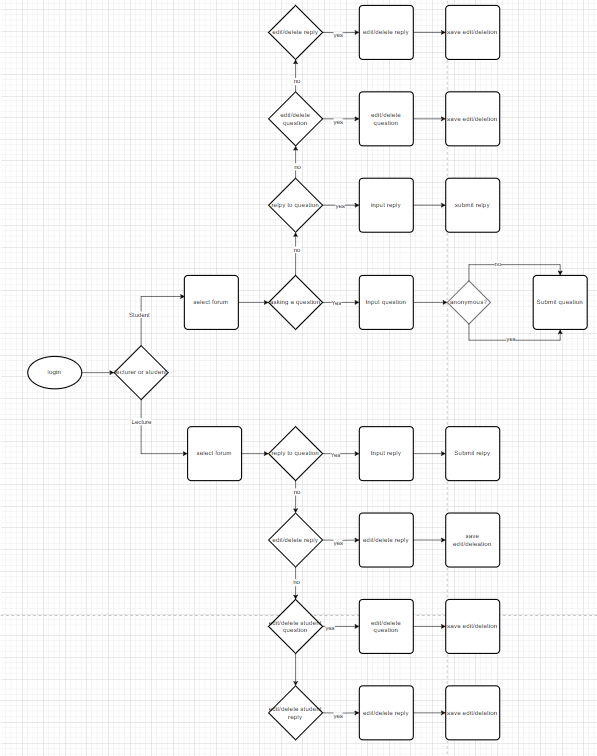 edit/delete reply
yes
edit/delete reply
save edit/deletion
no
edit/delete
question
yes
edit/delete
question
save edit/deletion
no
relpy to question
yes
input reply
submit relpy
no
select forum
asking a question
Yes
Input question
anonymous?
no
yes
Submit question
Student
login
lecturer or student
Lecture
select forum
reply to question
Yes
Input reply
Submit relpy
no
edit/delete reply
yes
edit/delete reply
save
edit/deleation
no
edit/delete student
question
yes
edit/delete
question
save edit/deletion
edit/delete student
reply
yes
edit/delete reply
save edit/deletion